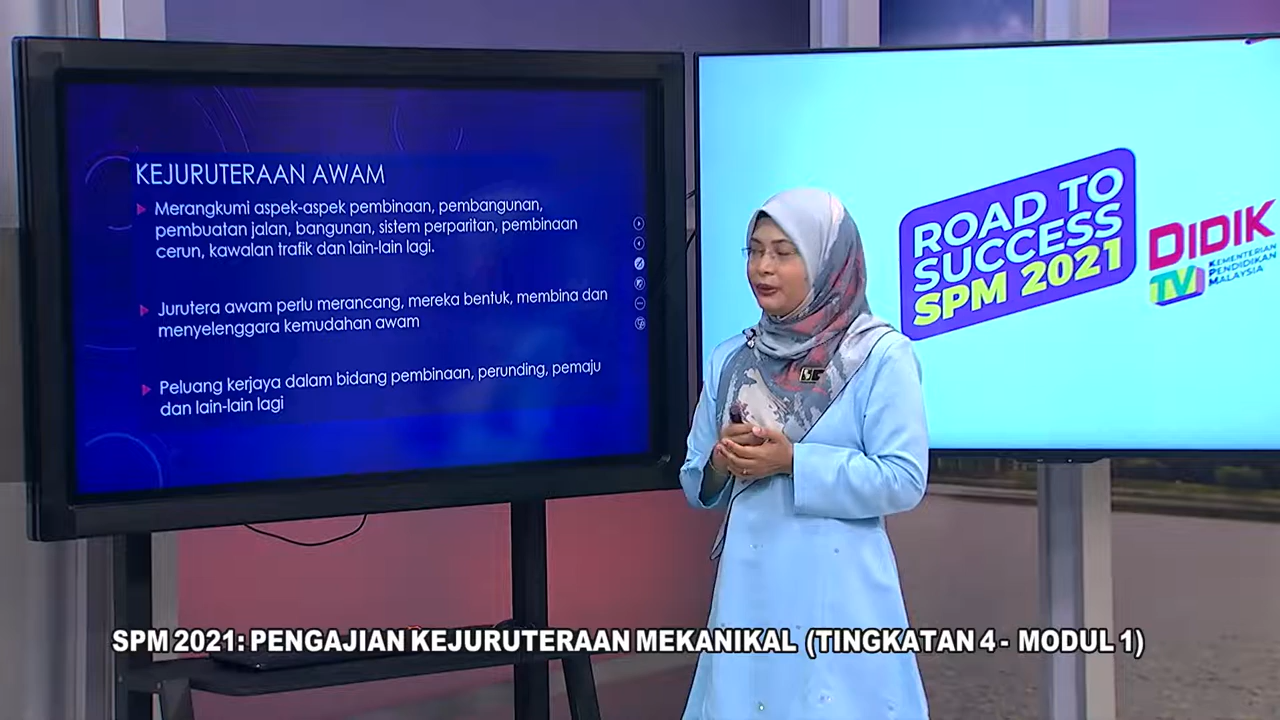 KEJURUTERAAN AWAM
Merangkumi aspek-aspek pembinaan, pembangunan,
pembuatan jalan, bangunan, sistem perparitan, pembinaan
cerun, kawalan trafik dan lain-lain lagi.
Jurutera awam perlu merancang, mereka bentuk, membina dan
menyelenggara kemudahan awam
Peluang kerjaya dalam bidang pembinaan, perunding, pemaju
dan lain-lain lagi
ROAD TO
SUCCESS
SPM 2021
DIDIK
TV
KEMENTERIAN
PENDIDIKAN
MALAYSIA
SPM 2021: PENGAJIAN KEJURUTERAAN MEKANIKAL (TINGKATAN 4 - MODUL 1)